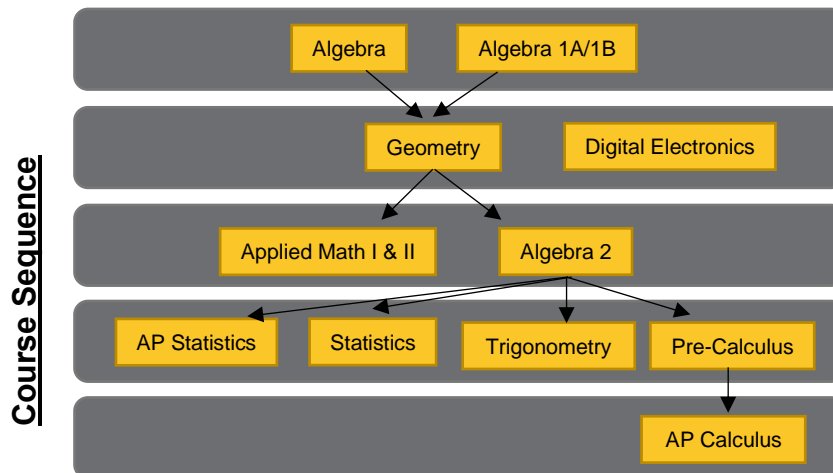 Course Sequence
Algebra
Algebra 1A/1B
Geometry
Digital Electronics
Applied Math I & II
Algebra 2
AP Statistics
Statistics
Trigonometry
Pre-Calculus
AP Calculus